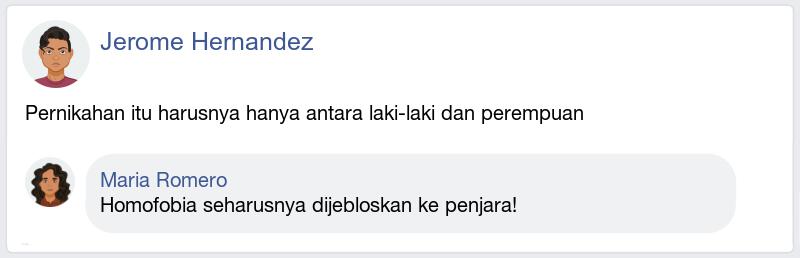 Jerome Hernandez
Pernikahan itu harusnya hanya antara laki-laki dan perempuan
Maria Romero
Homofobia seharusnya dijebloskan ke penjara!